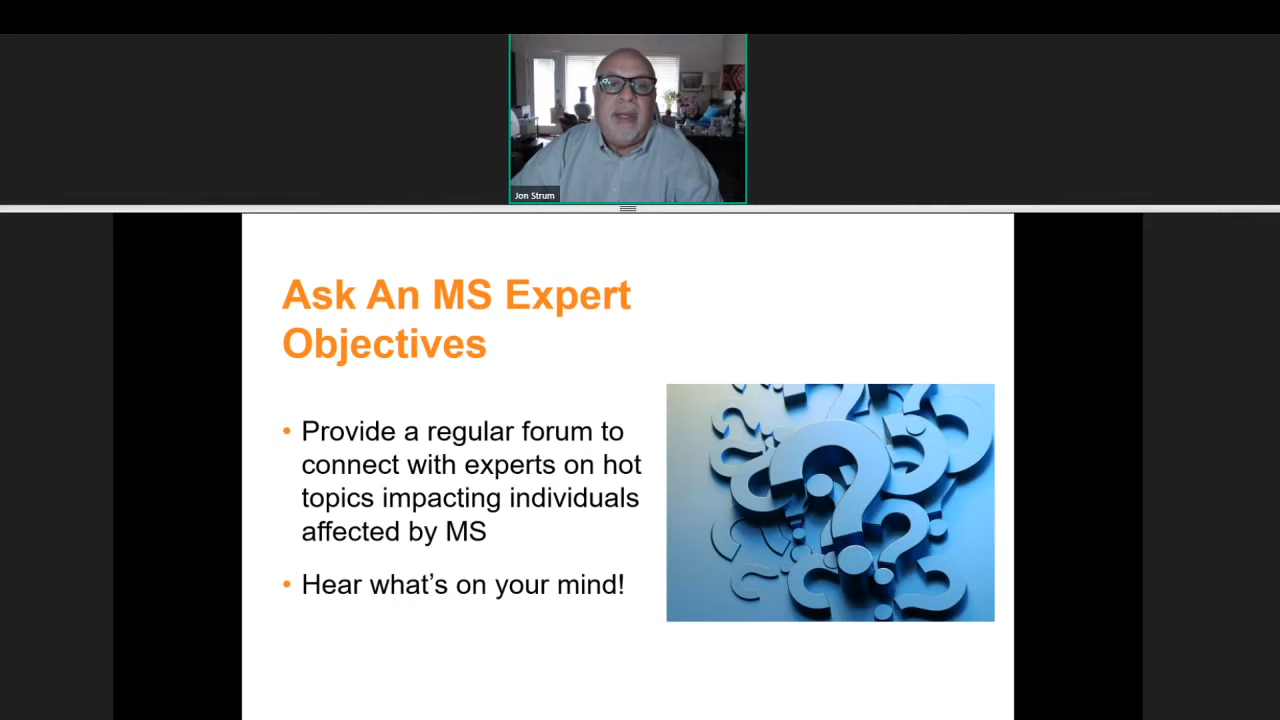 Jon Strum
Ask An MS Expert
Objectives
• Provide a regular forum to
connect with experts on hot
topics impacting individuals
affected by MS
• Hear what’s on your mind!